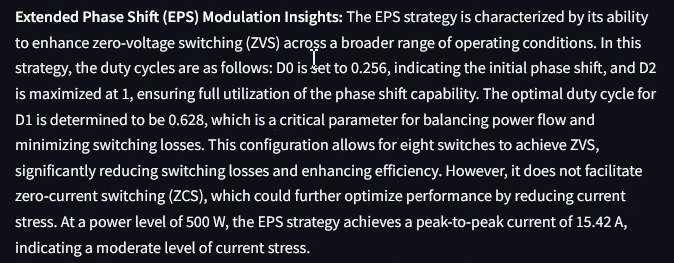 Extended Phase Shift (EPS) Modulation Insights: The EPS strategy is characterized by its ability
to enhance zero-voltage switching (ZVS) across a broader range of operating conditions. In this
strategy, the duty cycles are as follows: D0 is set to 0.256, indicating the initial phase shift, and D2
is maximized at 1, ensuring full utilization of the phase shift capability. The optimal duty cycle for
D1 is determined to be 0.628, which is a critical parameter for balancing power flow and
minimizing switching losses. This configuration allows for eight switches to achieve ZVS,
significantly reducing switching losses and enhancing efficiency. However, it does not facilitate
zero-current switching (ZCS), which could further optimize performance by reducing current
stress. At a power level of 500 W, the EPS strategy achieves a peak-to-peak current of 15.42 A,
indicating a moderate level of current stress.